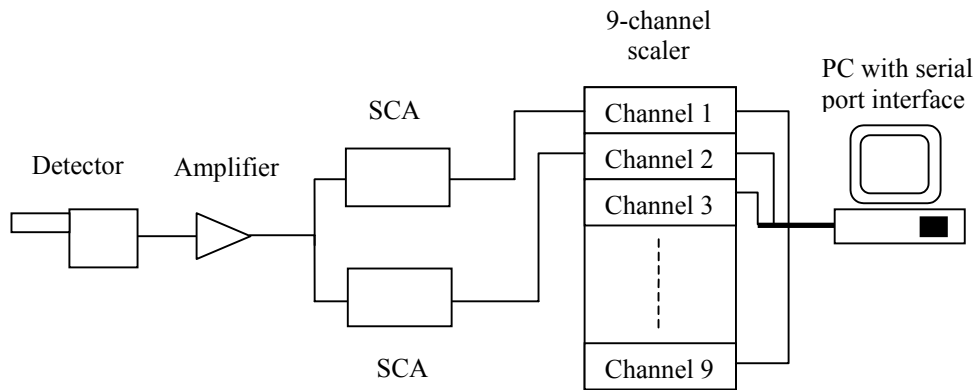 9-channel
scaler
PC with serial
port interface
SCA
Channel 1
Channel 2
Detector
Amplifier
Channel 3
SCA
Channel 9